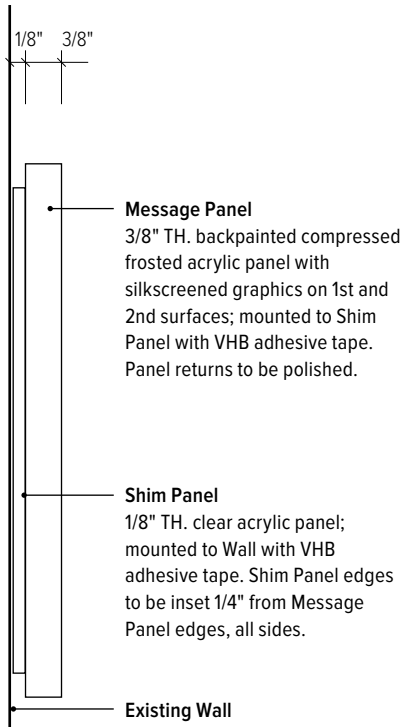 1/8" 3/8"
Message Panel
3/8" TH. backpainted compressed
frosted acrylic panel with
silkscreened graphics on 1st and
2nd surfaces; mounted to Shim
Panel with VHB adhesive tape.
Panel returns to be polished.
Shim Panel
1/8" TH. clear acrylic panel;
mounted to Wall with VHB
adhesive tape. Shim Panel edges
to be inset 1/4" from Message
Panel edges, all sides.
Existing Wall